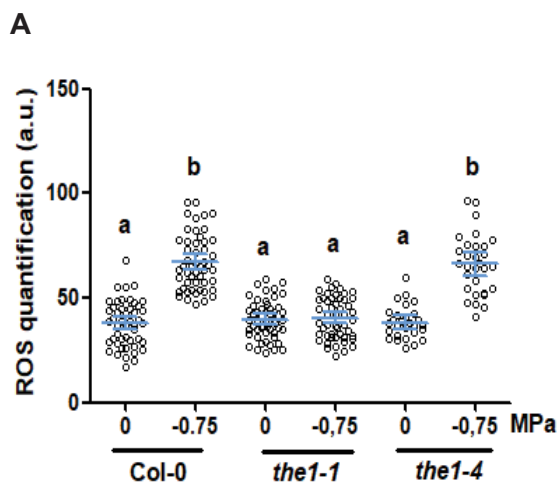 A
ROS quantification (a.u.)
150
100
50
0
a
b
a
a
a
b
0 -0.75 0 -0,75 0 -0,75 MPa
Col-0 the1-1 the1-4